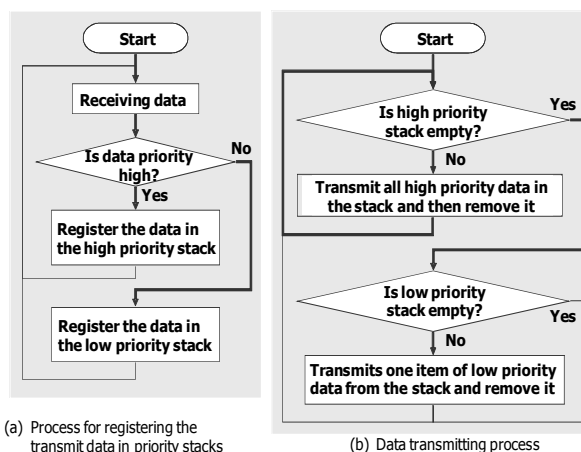 Start
Receiving data
Is data priority
high?
No
Yes
Register the data in
the high priority stack
Register the data in
the low priority stack
(a) Process for registering the
transmit data in priority stacks
Start
Is high priority
stack empty?
Yes
No
Transmit all high priority data in
the stack and then remove it
Is low priority
stack empty?
Yes
No
Transmits one item of low priority
data from the stack and remove it
(b) Data transmitting process